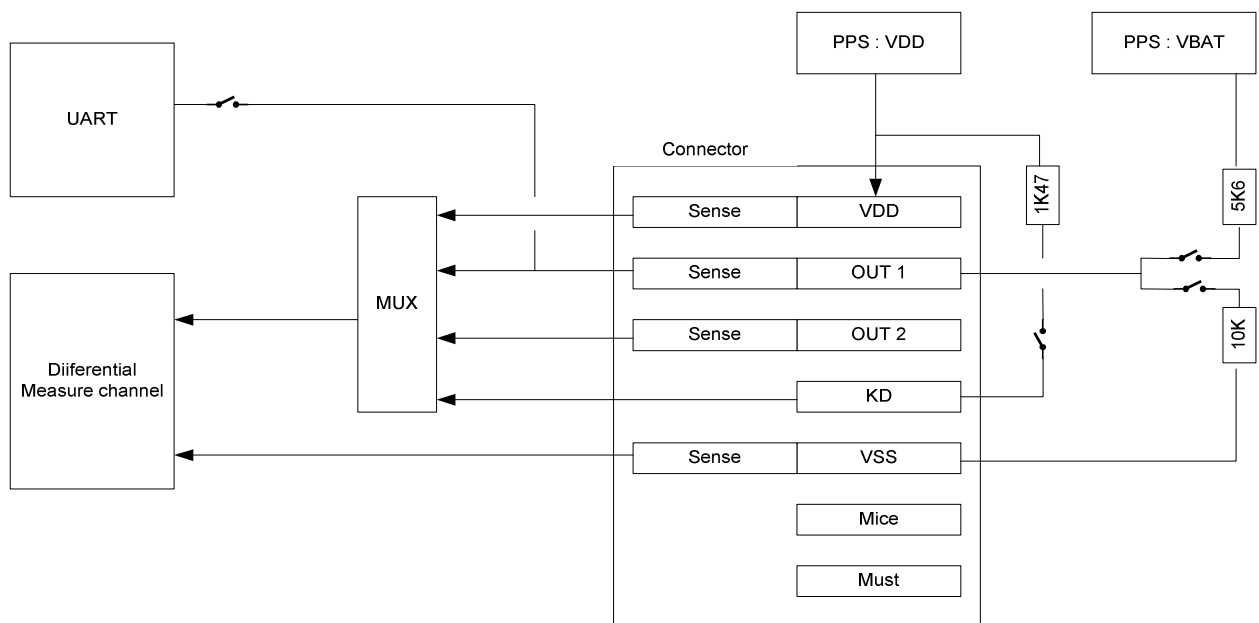 PPS : VDD
PPS : VBAT
UART
Connector
1K47
5K6
Sense
VDD
Sense
OUT 1
MUX
10K
Sense
OUT 2
Diiferential
Measure channel
KD
Sense
VSS
Mice
Must